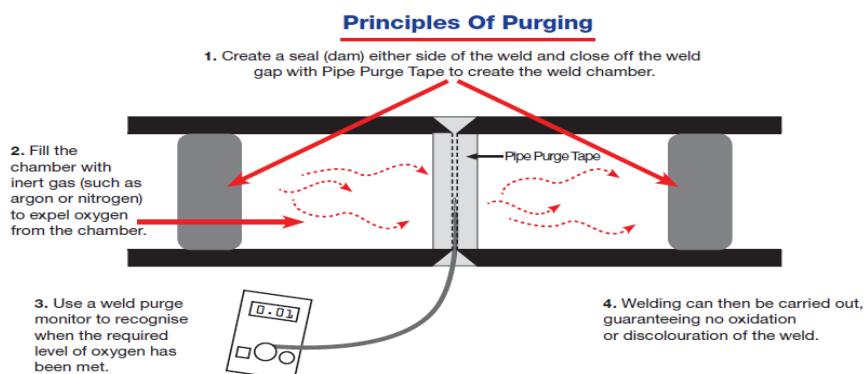 Principles Of Purging
1. Create a seal (dam) either side of the weld and close off the weld
gap with Pipe Purge Tape to create the weld chamber.
2. Fill the
chamber with
inert gas (such as
argon or nitrogen)
to expel oxygen
from the chamber.
Pipe Purge Tape
3. Use a weld purge
monitor to recognise
when the required
level of oxygen has
been met.
0.01
4. Welding can then be carried out,
guaranteeing no oxidation
or discolouration of the weld.